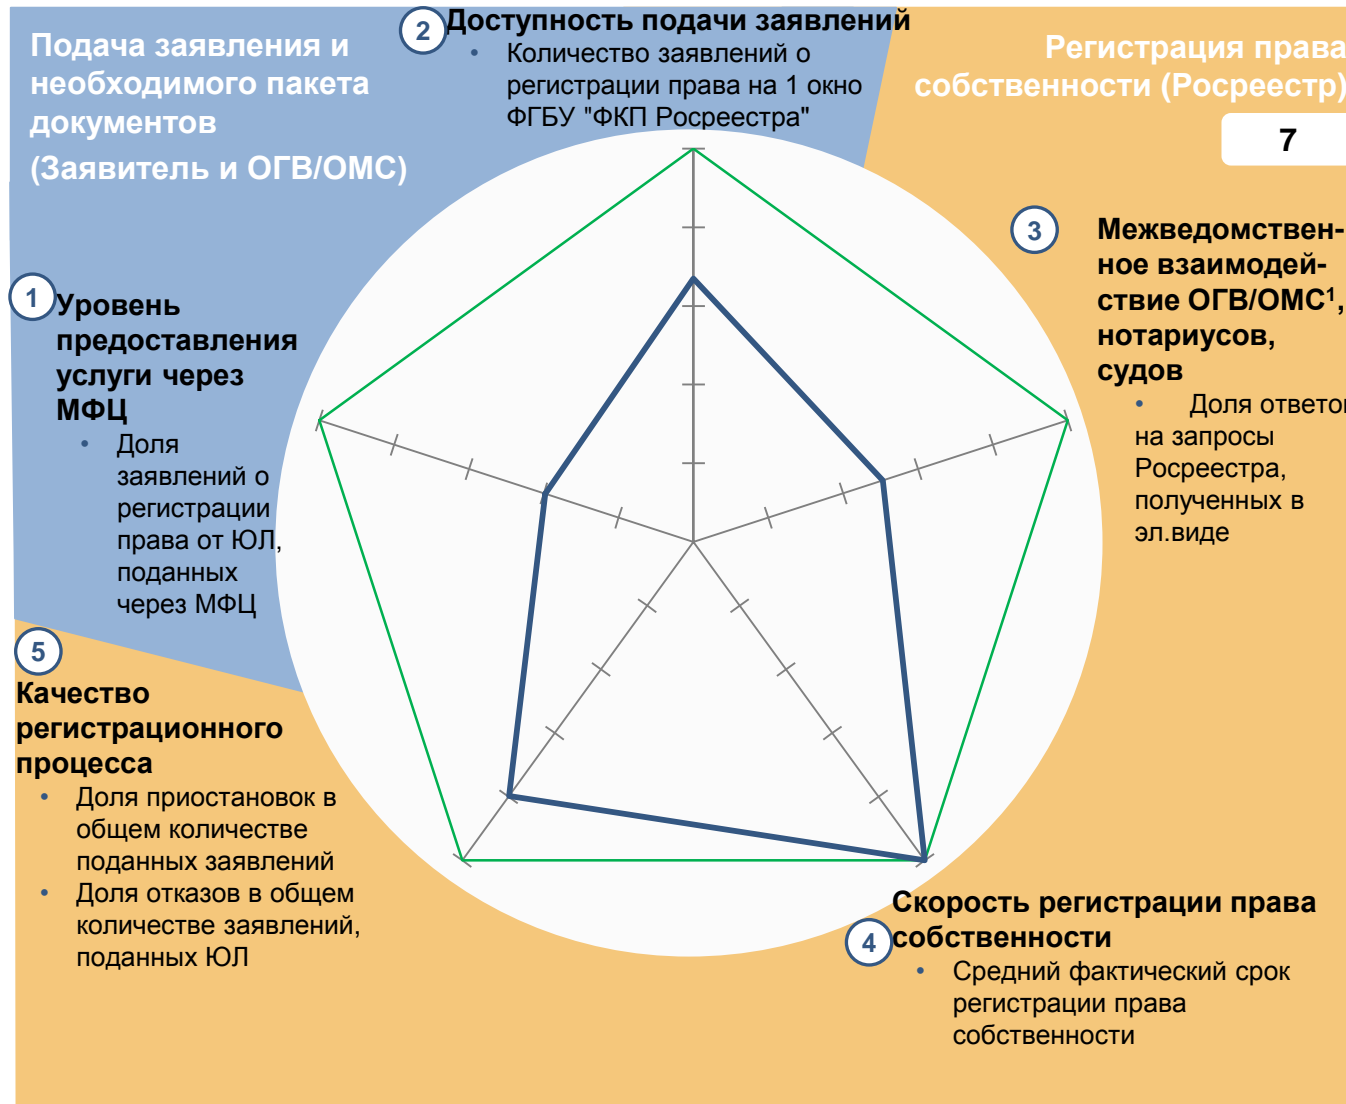 Подача заявления и
необходимого пакета
документов
(Заявитель и ОГВ/ОМС)
2
Доступность подачи заявлений
• Количество заявлений о
регистрации права на 1 окно
ФГБУ "ФКП Росреестра"
Регистрация права
собственности (Росреестр)
7
3
Межведомствен-
ное взаимодей-
ствие ОГВ/ОМС¹,
нотариусов,
судов
• Доля ответов
на запросы
Росреестра,
полученных в
эл.виде
1
Уровень
предоставления
услуги через
МФЦ
• Доля
заявлений о
регистрации
права от ЮЛ,
поданных
через МФЦ
5
Качество
регистрационного
процесса
• Доля приостановок в
общем количестве
поданных заявлений
• Доля отказов в общем
количестве заявлений,
поданных ЮЛ
4
Скорость регистрации права
собственности
• Средний фактический срок
регистрации права
собственности